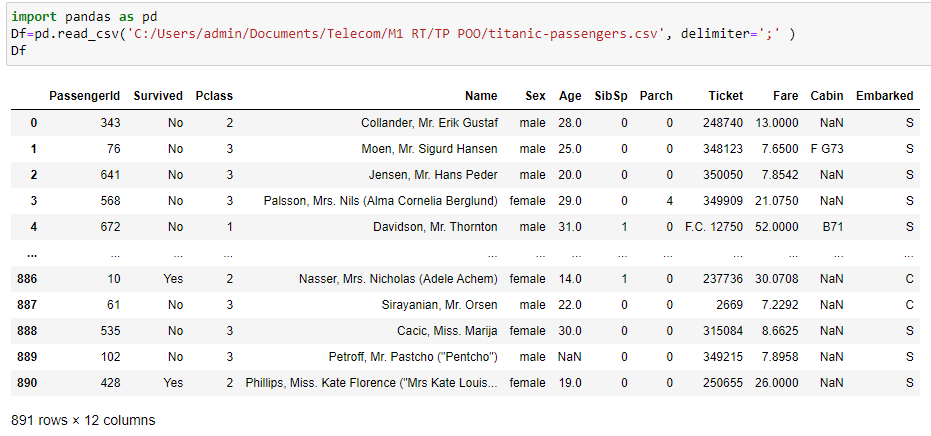 import pandas as pd
Df=pd.read_csv('C:/Users/admin/Documents/Telecom/M1 RT/TP POO/titanic-passengers.csv', delimiter=';' )
Df
PassengerId Survived Pclass Name Sex Age SibSp Parch Ticket Fare Cabin Embarked
0 343 No 2 Collander, Mr. Erik Gustaf male 28.0 0 0 248740 13.0000 NaN S
1 76 No 3 Moen, Mr. Sigurd Hansen male 25.0 0 0 348123 7.6500 F G73 S
2 641 No 3 Jensen, Mr. Hans Peder male 20.0 0 0 350050 7.8542 NaN S
3 568 No 3 Palsson, Mrs. Nils (Alma Cornelia Berglund) female 29.0 0 4 349909 21.0750 NaN S
4 672 No 1 Davidson, Mr. Thornton male 31.0 1 0 F.C. 12750 52.0000 B71 S
... ... ... ... ... ... ... ... ... ... ... ... ...
886 10 Yes 2 Nasser, Mrs. Nicholas (Adele Achem) female 14.0 1 0 237736 30.0708 NaN C
887 61 No 3 Sirayanian, Mr. Orsen male 22.0 0 0 2669 7.2292 NaN C
888 535 No 3 Cacic, Miss. Marija female 30.0 0 0 315084 8.6625 NaN S
889 102 No 3 Petroff, Mr. Pastcho ("Pentcho") male NaN 0 0 349215 7.8958 NaN S
890 428 Yes 2 Phillips, Miss. Kate Florence ("Mrs Kate Louis... female 19.0 0 0 250655 26.0000 NaN S
891 rows × 12 columns